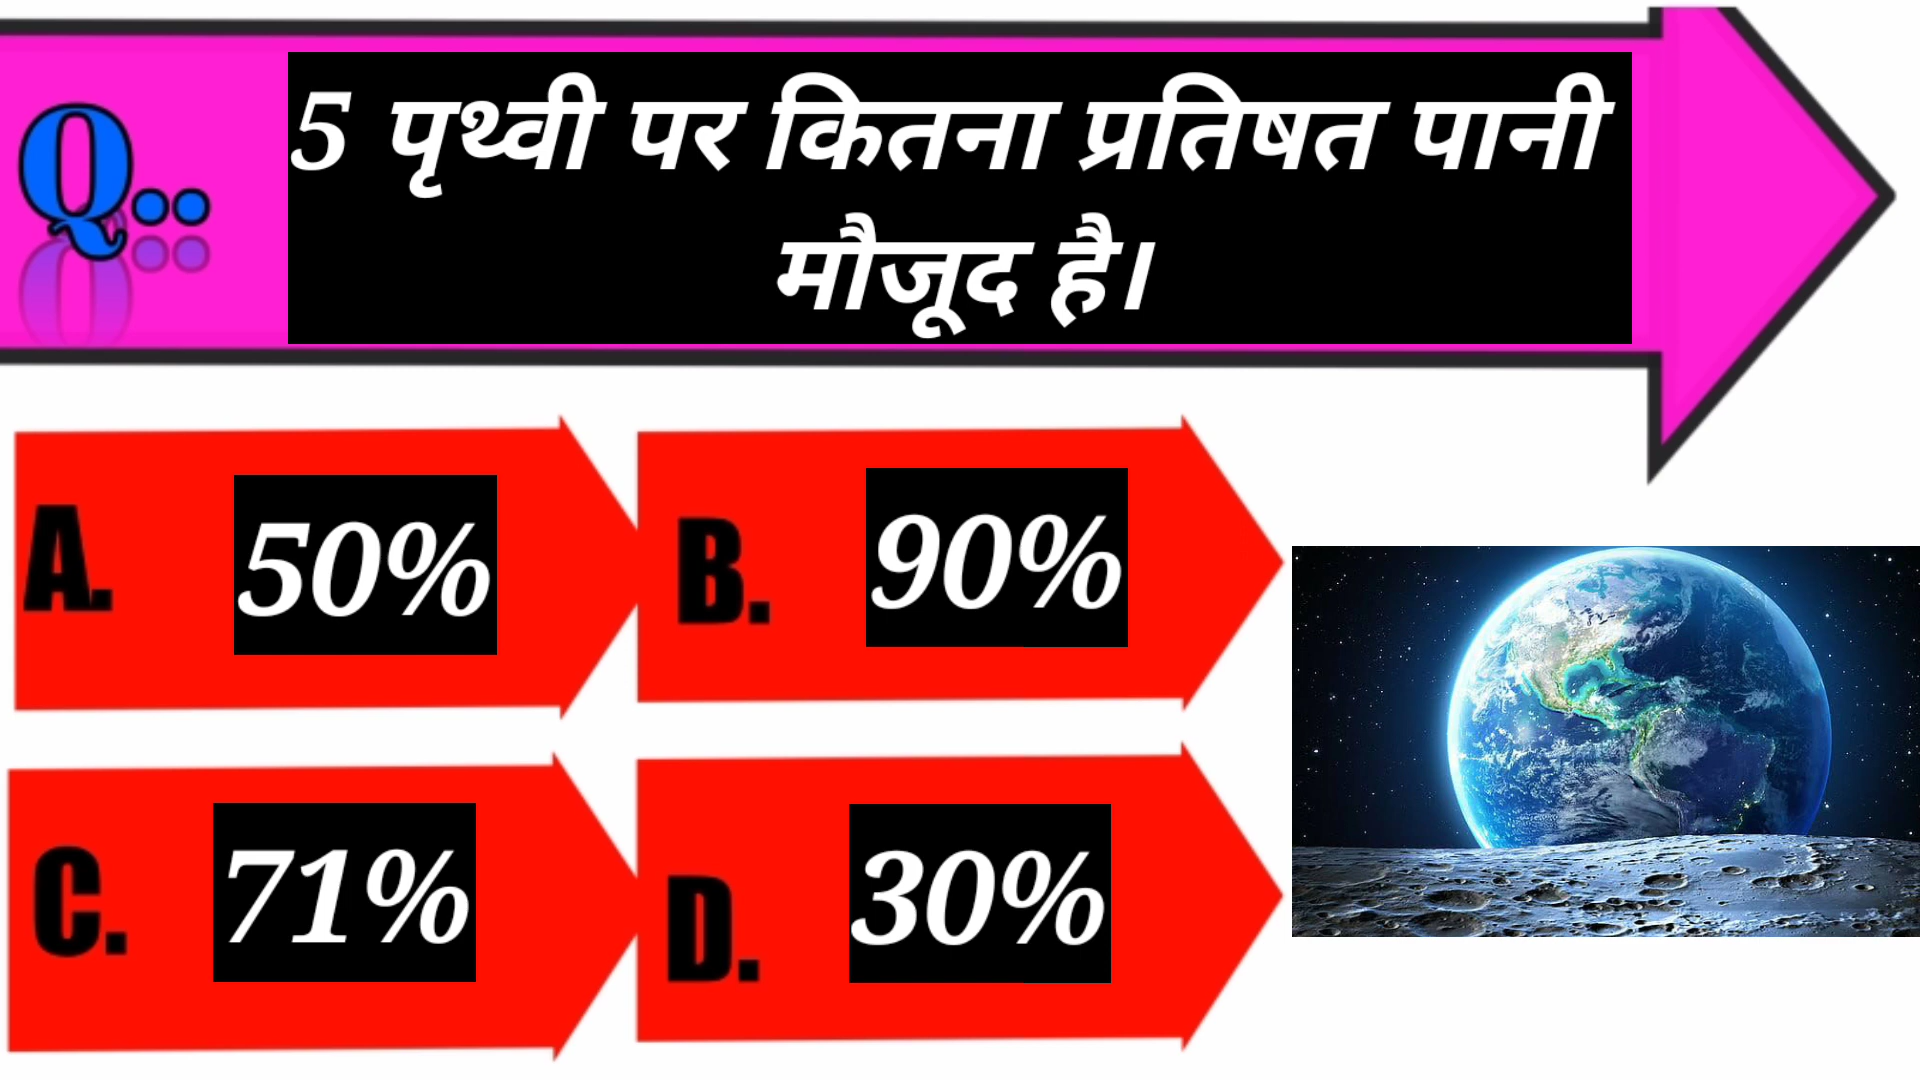 Q..
5 पृथ्वी पर कितना प्रतिषत पानी
मौजूद है।
A. 50%
B. 90%
C. 71%
D. 30%